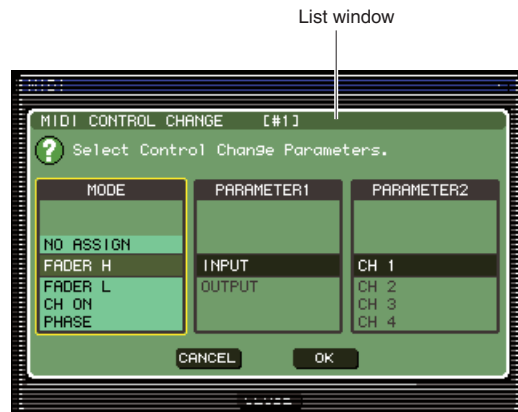 List window
MIDI
MIDI CONTROL CHANGE [#1]
Select Control Change Parameters.
MODE
NO ASSIGN
FADER H
FADER L
CH ON
PHASE
PARAMETER1
INPUT
OUTPUT
PARAMETER2
CH 1
CH 2
CH 3
CH 4
CANCEL
OK